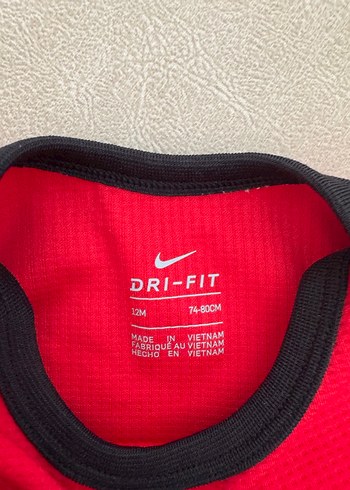 DRI-FIT
12M 74-80CM
MADE IN VIETNAM
FABRIQUÉ AU VIETNAM
HECHO EN VIETNAM